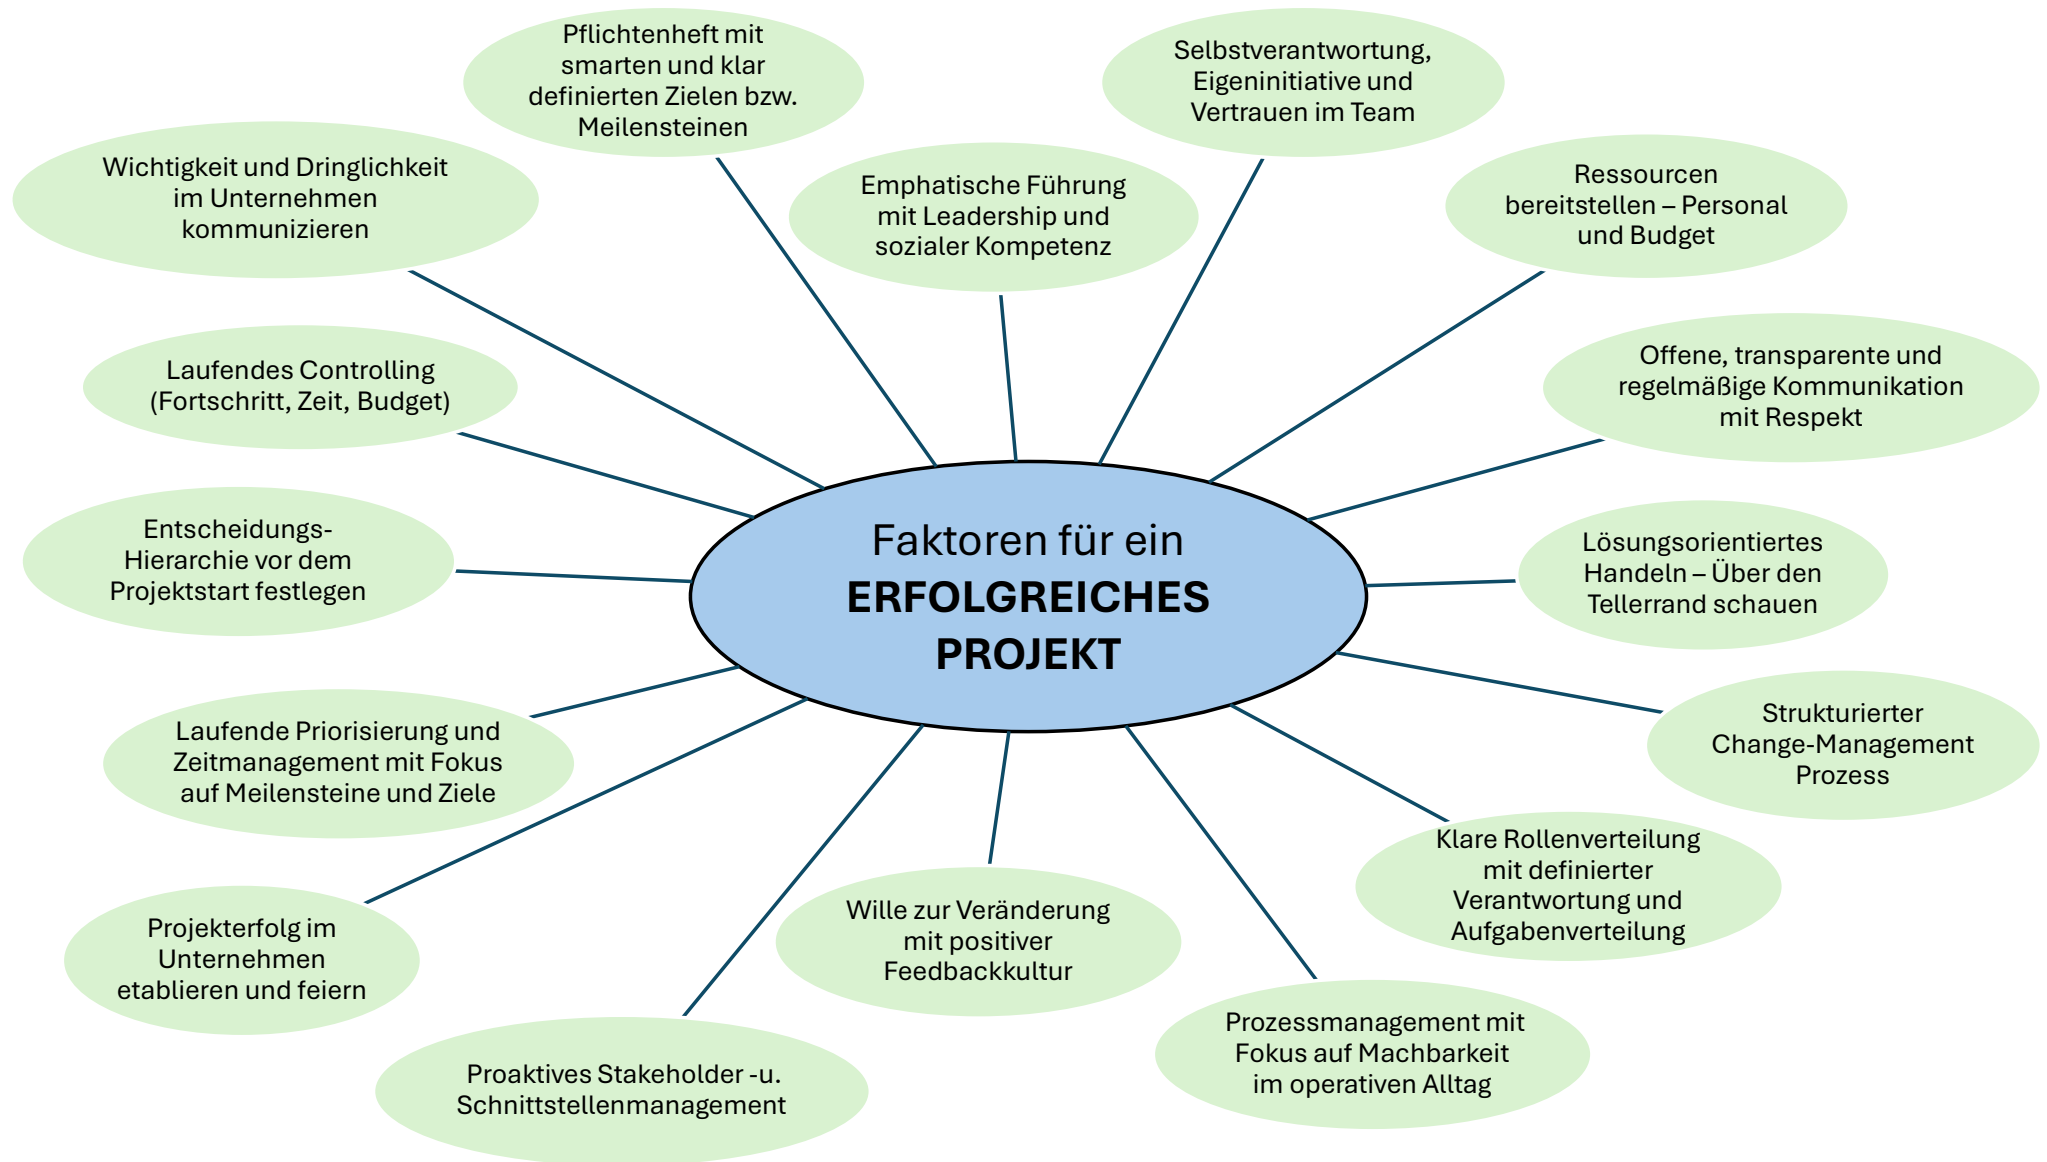 Pflichtenheft mit
smarten und klar
definierten Zielen bzw.
Meilensteinen
Selbstverantwortung,
Eigeninitiative und
Vertrauen im Team
Wichtigkeit und Dringlichkeit
im Unternehmen
kommunizieren
Emphatische Führung
mit Leadership und
sozialer Kompetenz
Ressourcen
bereitstellen – Personal
und Budget
Laufendes Controlling
(Fortschritt, Zeit, Budget)
Offene, transparente und
regelmäßige Kommunikation
mit Respekt
Entscheidungs-
Hierarchie vor dem
Projektstart festlegen
Faktoren für ein
ERFOLGREICHES
PROJEKT
Lösungsorientiertes
Handeln – Über den
Tellerrand schauen
Laufende Priorisierung und
Zeitmanagement mit Fokus
auf Meilensteine und Ziele
Strukturierter
Change-Management
Prozess
Klare Rollenverteilung
mit definierter
Verantwortung und
Aufgabenverteilung
Projekterfolg im
Unternehmen
etablieren und feiern
Wille zur Veränderung
mit positiver
Feedbackkultur
Proaktives Stakeholder -u.
Schnittstellenmanagement
Prozessmanagement mit
Fokus auf Machbarkeit
im operativen Alltag